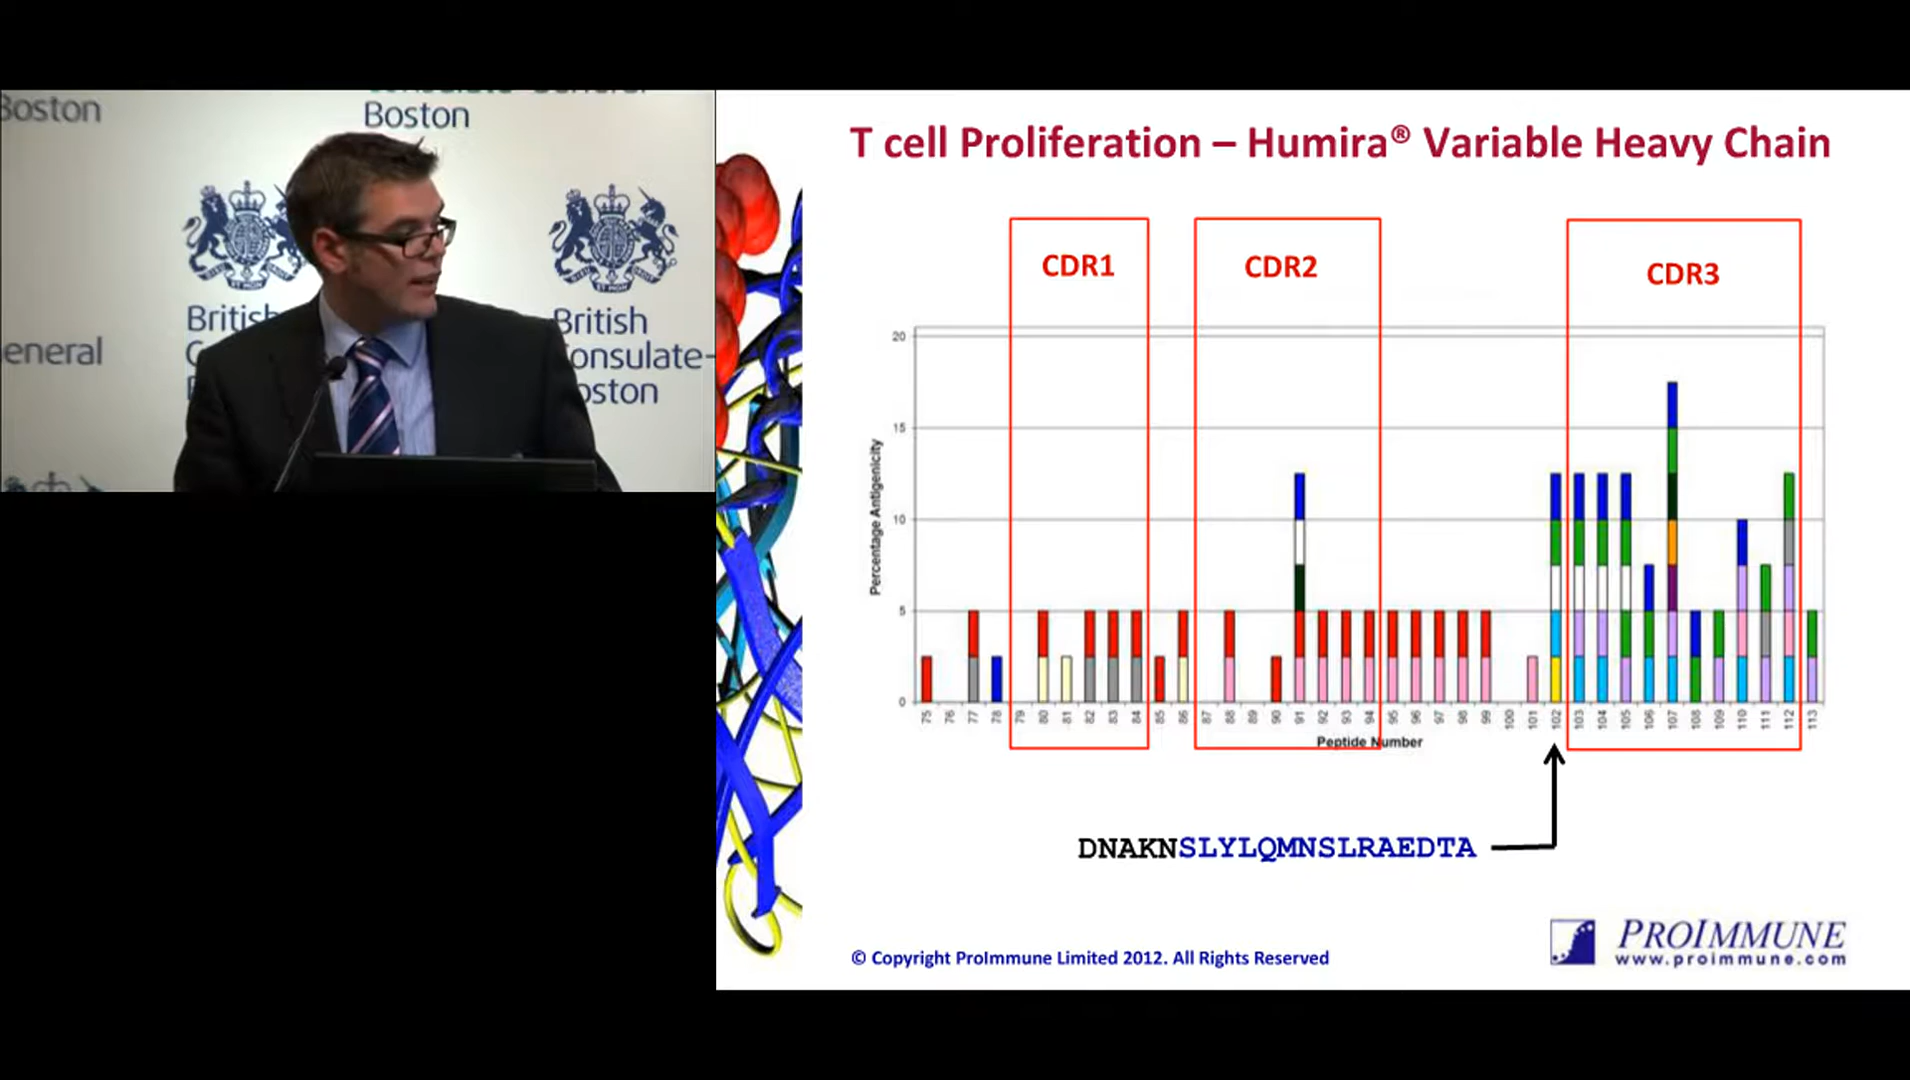 Boston
Boston
British
British
General
Consulate-
Boston
T cell Proliferation – Humira® Variable Heavy Chain
CDR1
CDR2
CDR3
Percentage Antigenicity
20
15
10
5
0
75 76 77 78 79 80 81 82 83 84 85 86 87 88 89 90 91 92 93 94 95 96 97 98 99 100 101 102 103 104 105 106 107 108 109 110 111 112 113
Peptide Number
DNAKNSLYLQMNSLRAEDTA
© Copyright ProImmune Limited 2012. All Rights Reserved
PROIMMUNE
www.proimmune.com